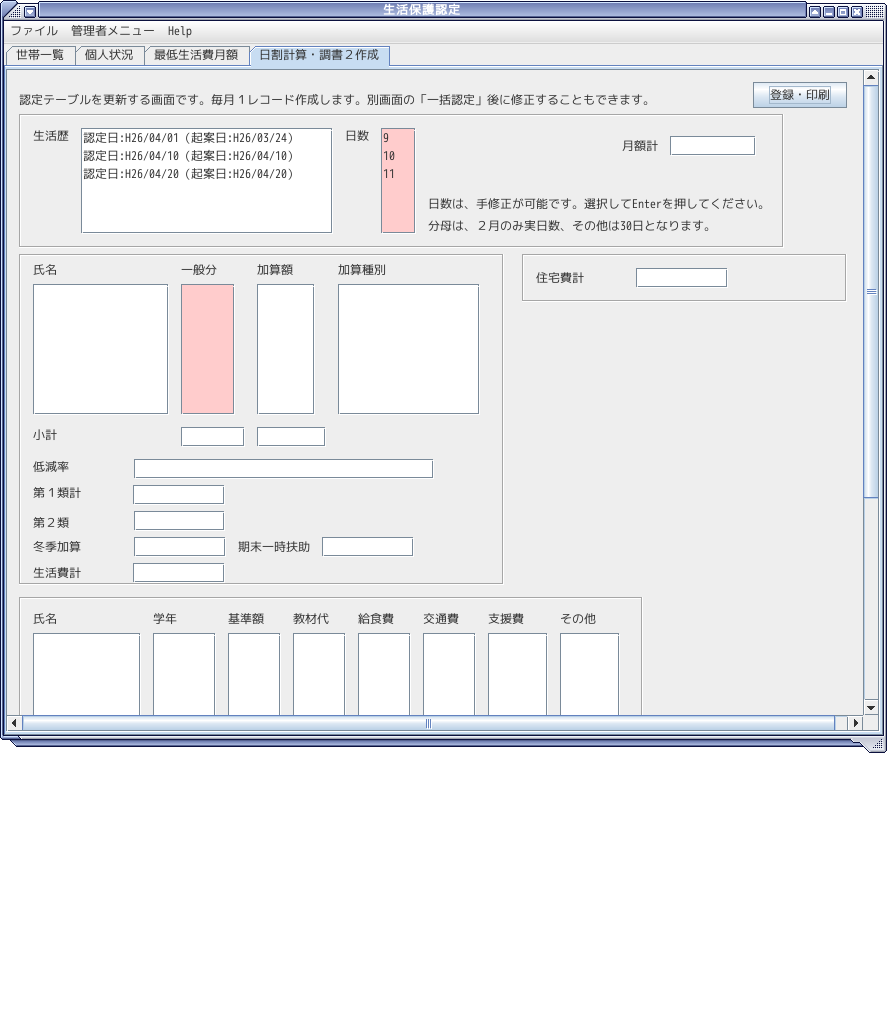 生活保護認定
ファイル 管理者メニュー Help
世帯一覧 個人状況 最低生活費月額 日割計算・調書２作成
認定テーブルを更新する画面です。毎月１レコード作成します。別画面の「一括認定」後に修正することもできます。 登録・印刷
生活歴 認定日:H26/04/01 (起案日:H26/03/24) 日数 9
認定日:H26/04/10 (起案日:H26/04/10) 10
認定日:H26/04/20 (起案日:H26/04/20) 11
月額計
日数は、手修正が可能です。選択してEnterを押してください。
分母は、２月のみ実日数、その他は30日となります。
氏名 一般分 加算額 加算種別
住宅費計
小計
低減率
第１類計
第２類
冬季加算 期末一時扶助
生活費計
氏名 学年 基準額 教材代 給食費 交通費 支援費 その他